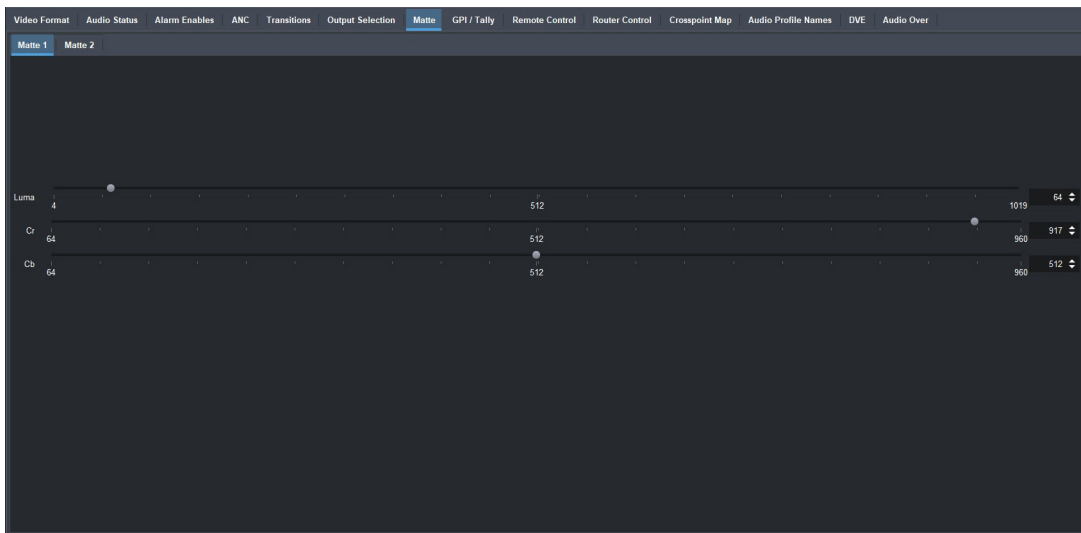 Video Format Audio Status Alarm Enables ANC Transitions Output Selection Matte GPI / Tally Remote Control Router Control Crosspoint Map Audio Profile Names DVE Audio Over
Matte 1 Matte 2
Luma 64
4 512 1019
Cr 917
64 512 960
Cb 512
64 512 960